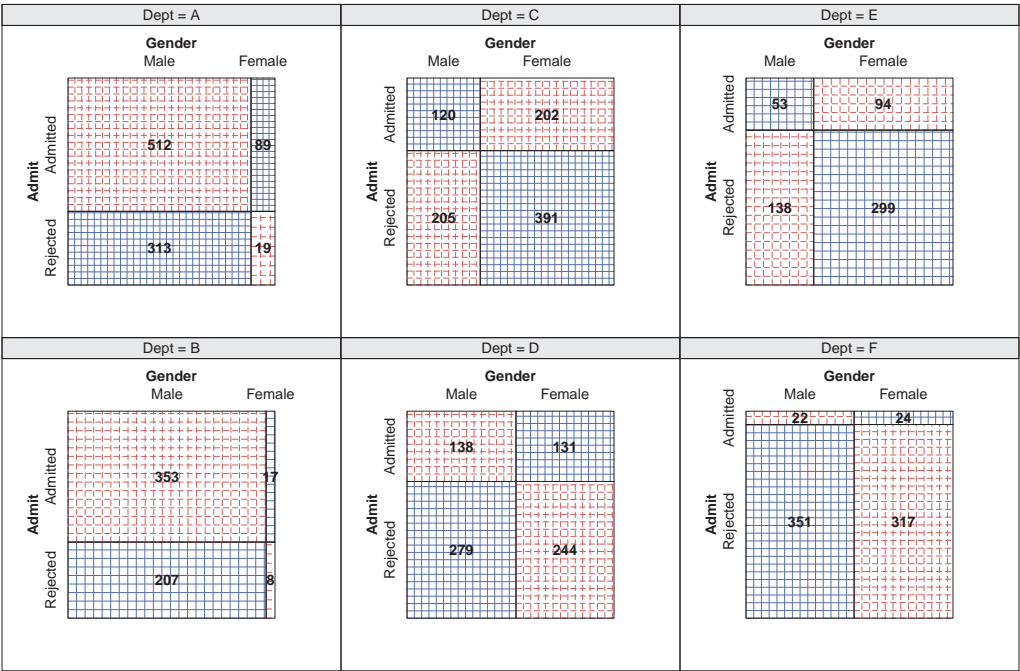 Dept = A
Gender
Male Female
Admit
Admitted
Rejected
512 89
313 19
Dept = C
Gender
Male Female
Admit
Admitted
Rejected
120 202
205 391
Dept = E
Gender
Male Female
Admit
Admitted
Rejected
53 94
138 299
Dept = B
Gender
Male Female
Admit
Admitted
Rejected
353 17
207 8
Dept = D
Gender
Male Female
Admit
Admitted
Rejected
138 131
279 244
Dept = F
Gender
Male Female
Admit
Admitted
Rejected
22 24
351 317